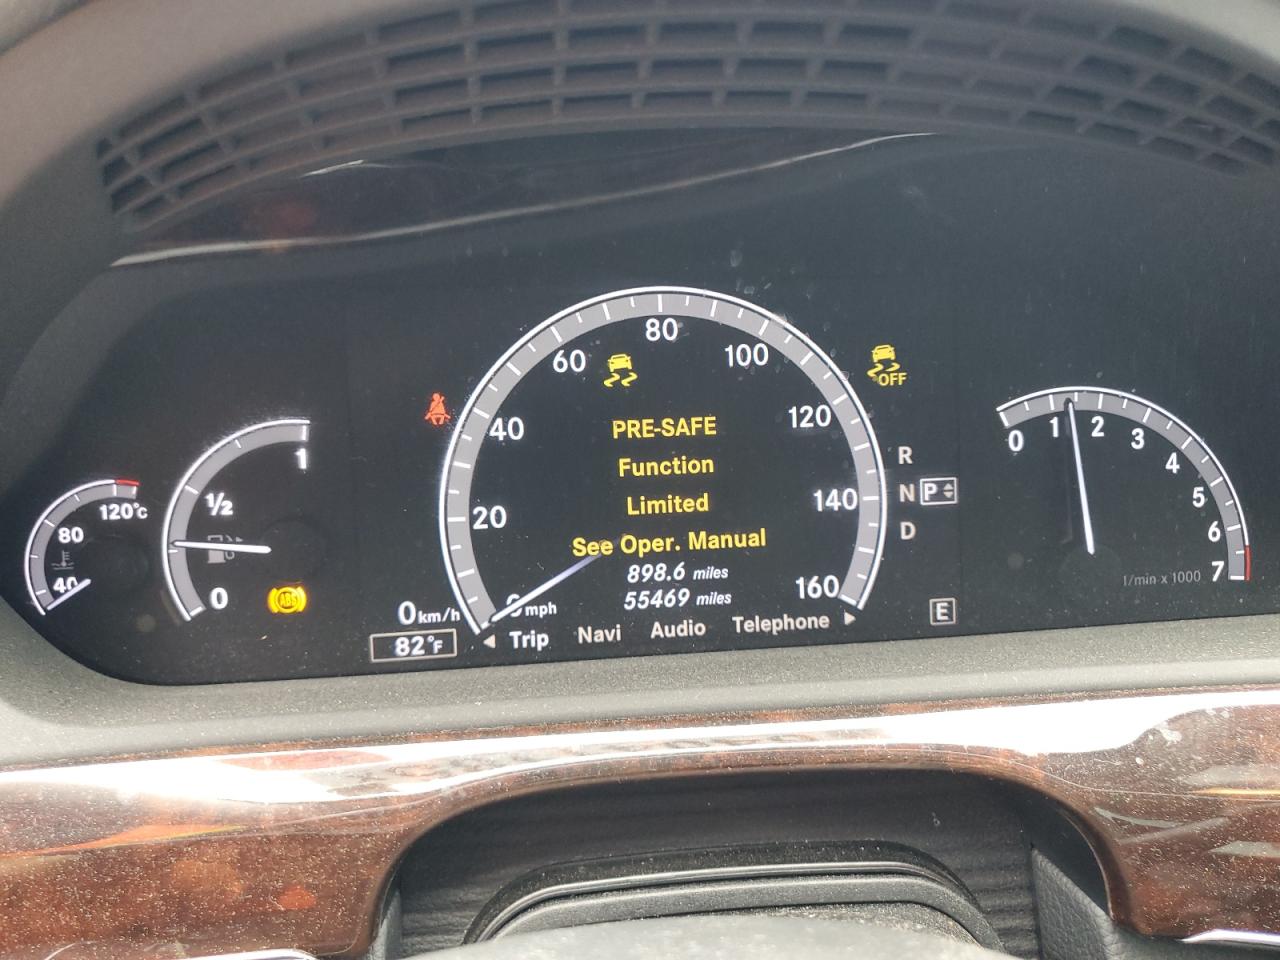 120°c
80
40
1
½
0
ABS
0 km/h
82°F
0 mph
20
40
60
80
100
120
140
160
PRE-SAFE
Function
Limited
See Oper. Manual
898.6 miles
55469 miles
Trip Navi Audio Telephone
OFF
R
N P
D
E
0 1 2 3 4 5 6 7
1/min x 1000